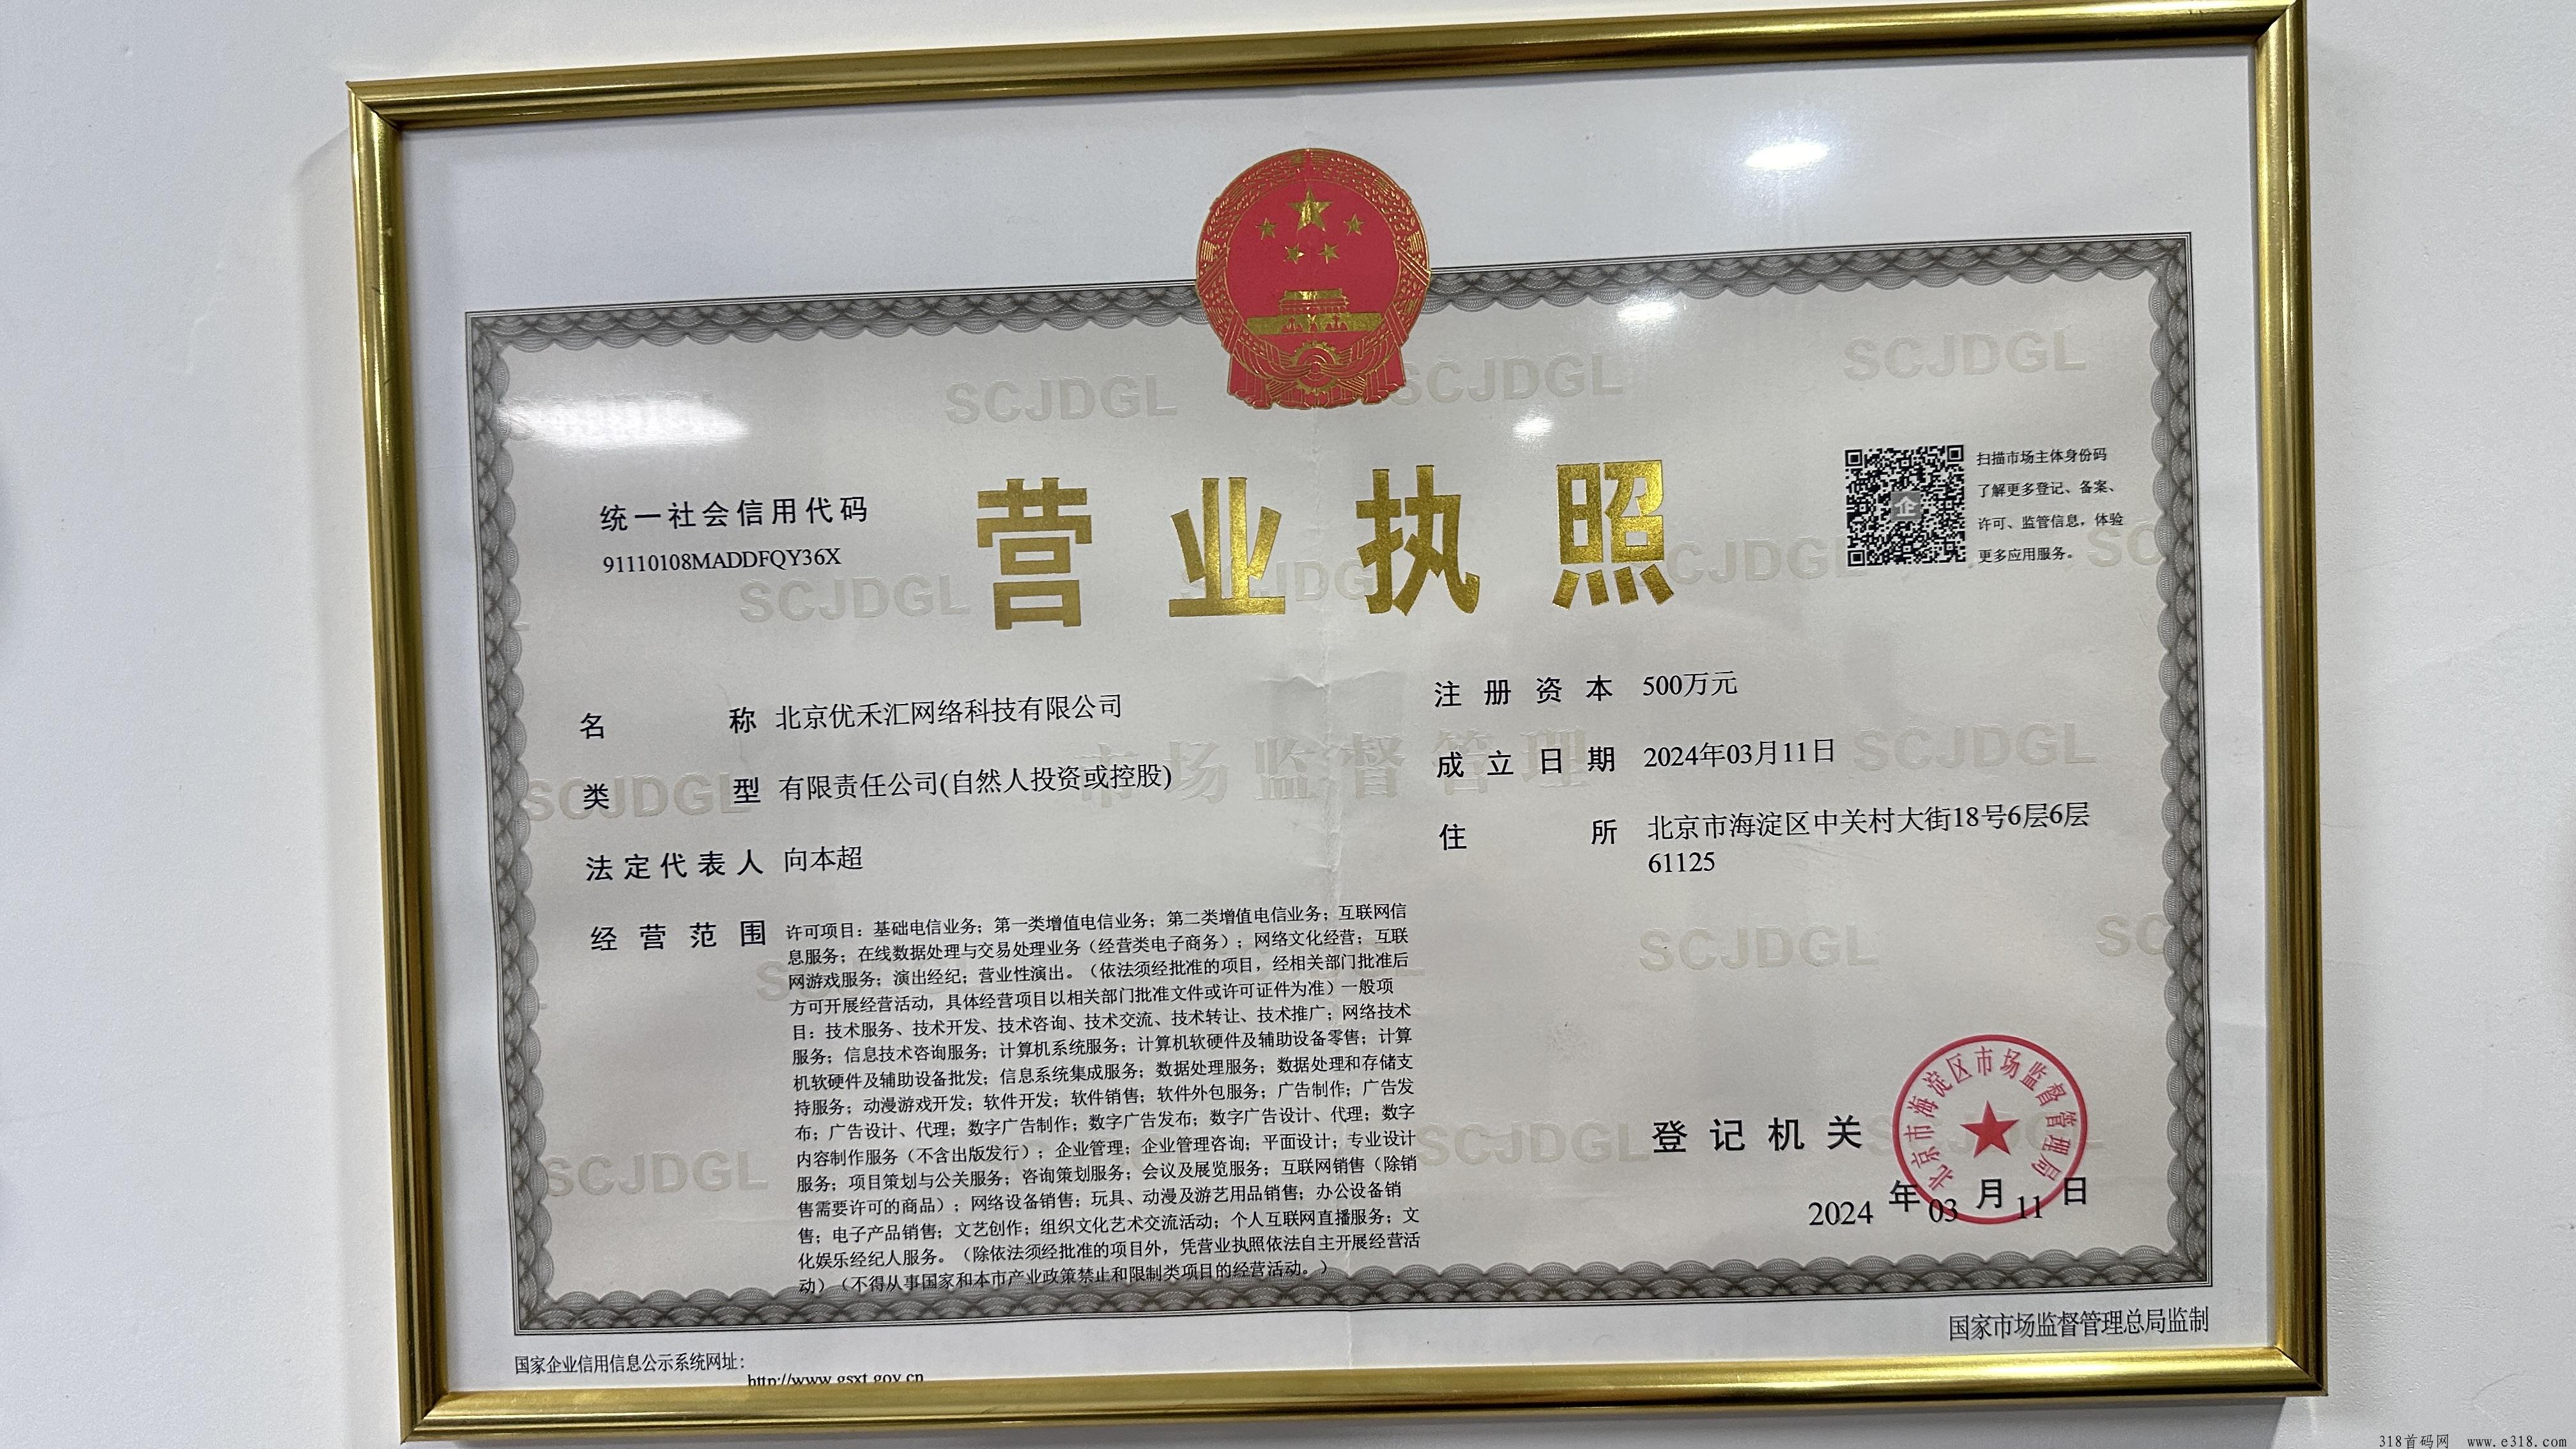 SCJDGL
SCJDGL
SCJDGL
SCJDGL
统一社会信用代码
91110108MADDFQY36X
营业执照
企
扫描市场主体身份码
了解更多登记、备案、
许可、监管信息，体验
更多应用服务。
SCJDGL
名称 北京优禾汇网络科技有限公司
类型 有限责任公司(自然人投资或控股)
法定代表人 向本超
经营范围 许可项目：基础电信业务；第一类增值电信业务；第二类增值电信业务；互联网信
息服务；在线数据处理与交易处理业务（经营类电子商务）；网络文化经营；互联
网游戏服务；演出经纪；营业性演出。（依法须经批准的项目，经相关部门批准后
方可开展经营活动，具体经营项目以相关部门批准文件或许可证件为准）一般项
目：技术服务、技术开发、技术咨询、技术交流、技术转让、技术推广；网络技术
服务；信息技术咨询服务；计算机系统服务；计算机软硬件及辅助设备零售；计算
机软硬件及辅助设备批发；信息系统集成服务；数据处理服务；数据处理和存储支
持服务；动漫游戏开发；软件开发；软件销售；软件外包服务；广告制作；广告发
布；广告设计、代理；数字广告制作；数字广告发布；数字广告设计、代理；数字
内容制作服务（不含出版发行）；企业管理；企业管理咨询；平面设计；专业设计
服务；项目策划与公关服务；咨询策划服务；会议及展览服务；互联网销售（除销
售需要许可的商品）；网络设备销售；玩具、动漫及游艺用品销售；办公设备销
售；电子产品销售；文艺创作；组织文化艺术交流活动；个人互联网直播服务；文
化娱乐经纪人服务。（除依法须经批准的项目外，凭营业执照依法自主开展经营活
动）（不得从事国家和本市产业政策禁止和限制类项目的经营活动。）
注册资本 500万元
成立日期 2024年03月11日
住所 北京市海淀区中关村大街18号6层6层
61125
市场监督管理
SCJDGL
SCJDGL
SCJDGL
SCJDGL
SCJDGL
登记机关
北京市海淀区市场监督管理局
2024 年 03 月 11 日
国家市场监督管理总局监制
国家企业信用信息公示系统网址：
http://www.gsxt.gov.cn
318首码网 www.e318.com